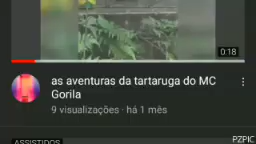 0:18
as aventuras da tartaruga do MC
Gorila
9 visualizações · há 1 mês
ASSISTIDOS
PZPIC